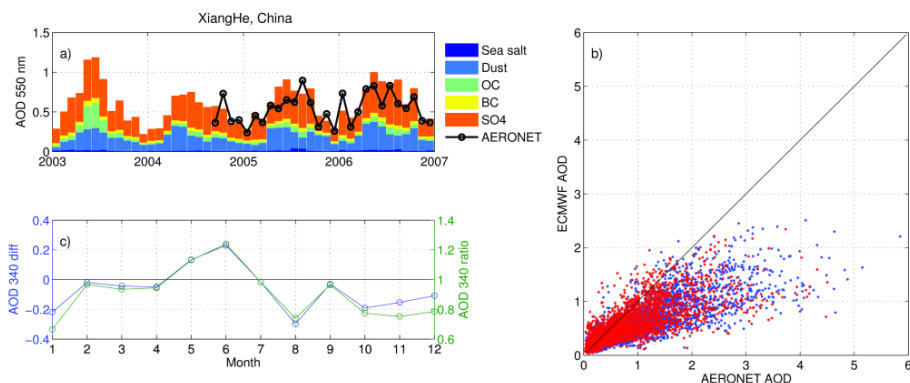 XiangHe, China
a)
AOD 550 nm
1.5
1
0.5
0
2003
2004
2005
2006
2007
Sea salt
Dust
OC
BC
SO4
AERONET
b)
ECMWF AOD
6
5
4
3
2
1
0
0
1
2
3
4
5
6
AERONET AOD
c)
AOD 340 diff
0.4
0.2
0
−0.2
−0.4
AOD 340 ratio
1.4
1.2
1
0.8
0.6
1
2
3
4
5
6
7
8
9
10
11
12
Month